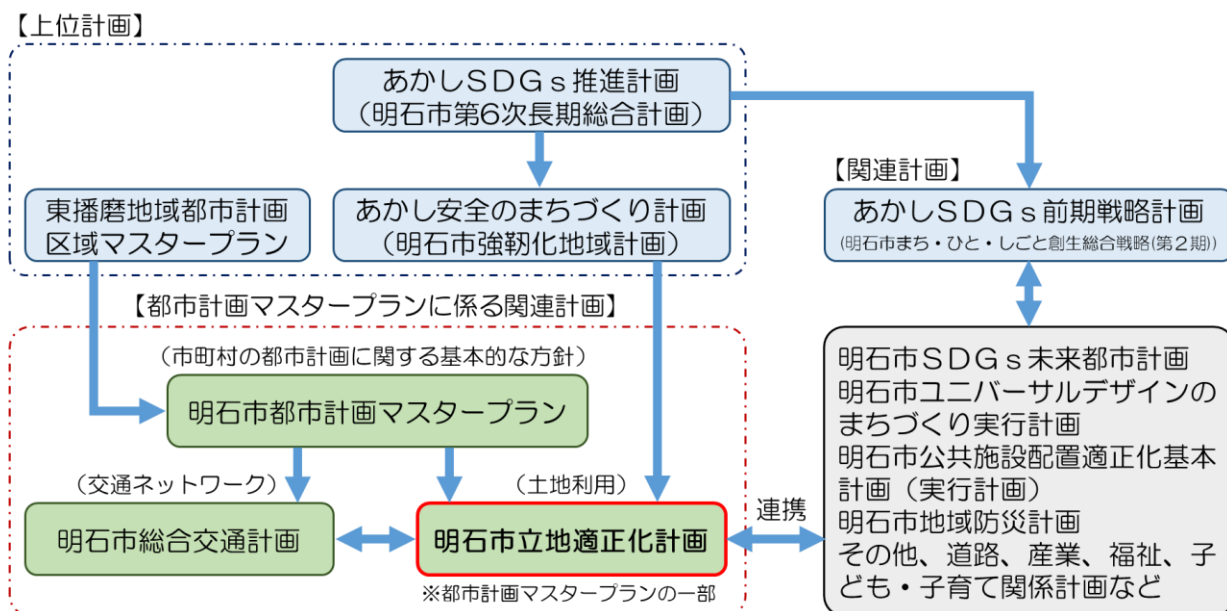 【上位計画】
あかしSDGs推進計画
(明石市第6次長期総合計画)
東播磨地域都市計画
区域マスタープラン
あかし安全のまちづくり計画
(明石市強靭化地域計画)
【関連計画】
あかしSDGs前期戦略計画
(明石市まち・ひと・しごと創生総合戦略(第2期))
【都市計画マスタープランに係る関連計画】
(市町村の都市計画に関する基本的な方針)
明石市都市計画マスタープラン
(交通ネットワーク)
明石市総合交通計画
(土地利用)
明石市立地適正化計画
※都市計画マスタープランの一部
連携
明石市SDGs未来都市計画
明石市ユニバーサルデザインの
まちづくり実行計画
明石市公共施設配置適正化基本
計画(実行計画)
明石市地域防災計画
その他、道路、産業、福祉、子
ども・子育て関係計画など